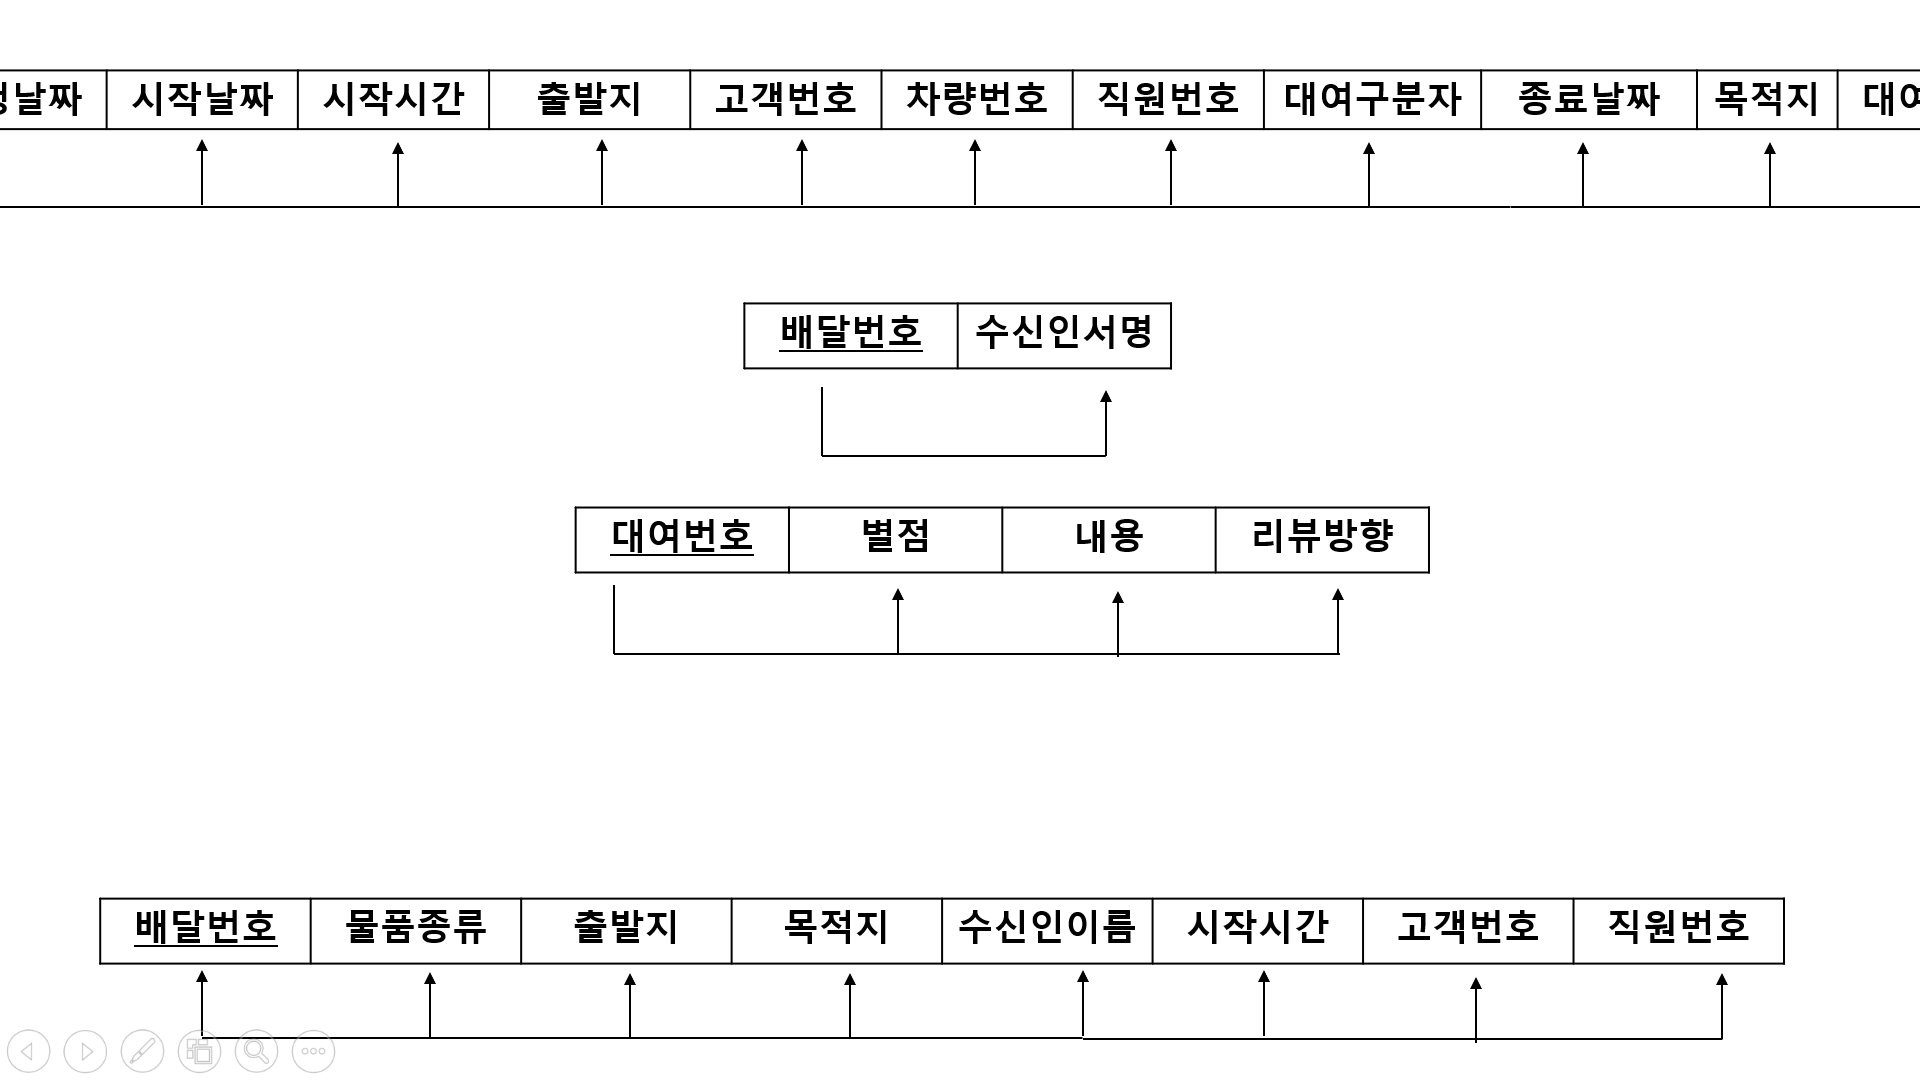 날짜 시작날짜 시작시간 출발지 고객번호 차량번호 직원번호 대여구분자 종료날짜 목적지 대여
배달번호 수신인서명
대여번호 별점 내용 리뷰방향
배달번호 물품종류 출발지 목적지 수신인이름 시작시간 고객번호 직원번호